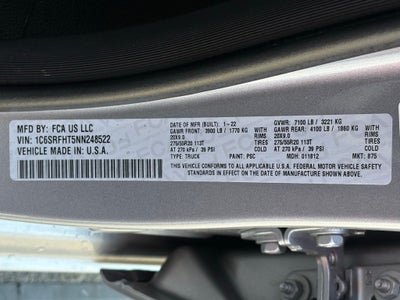 MFD BY: FCA US LLC
VIN: 1C6SRFHT5NN248522
VEHICLE MADE IN: U.S.A.
DATE OF MFR (BUILT): 1-22 GVWR: 7100 LB / 3221 KG
GAWR FRONT: 3900 LB / 1770 KG WITH GAWR REAR: 4100 LB / 1860 KG WITH
20X9.0 RIMS 20X9.0 RIMS
275/55R20 113T TIRES 275/55R20 113T TIRES
AT 270 kPa / 39 PSI COLD AT 270 kPa / 39 PSI COLD
TYPE: TRUCK PAINT: PSC MDH: 011812 MKT: 875
THIS VEHICLE CONFORMS TO ALL APPLICABLE U.S.A. FEDERAL MOTOR VEHICLE SAFETY
STANDARDS IN EFFECT ON THE DATE OF MANUFACTURE SHOWN ABOVE.